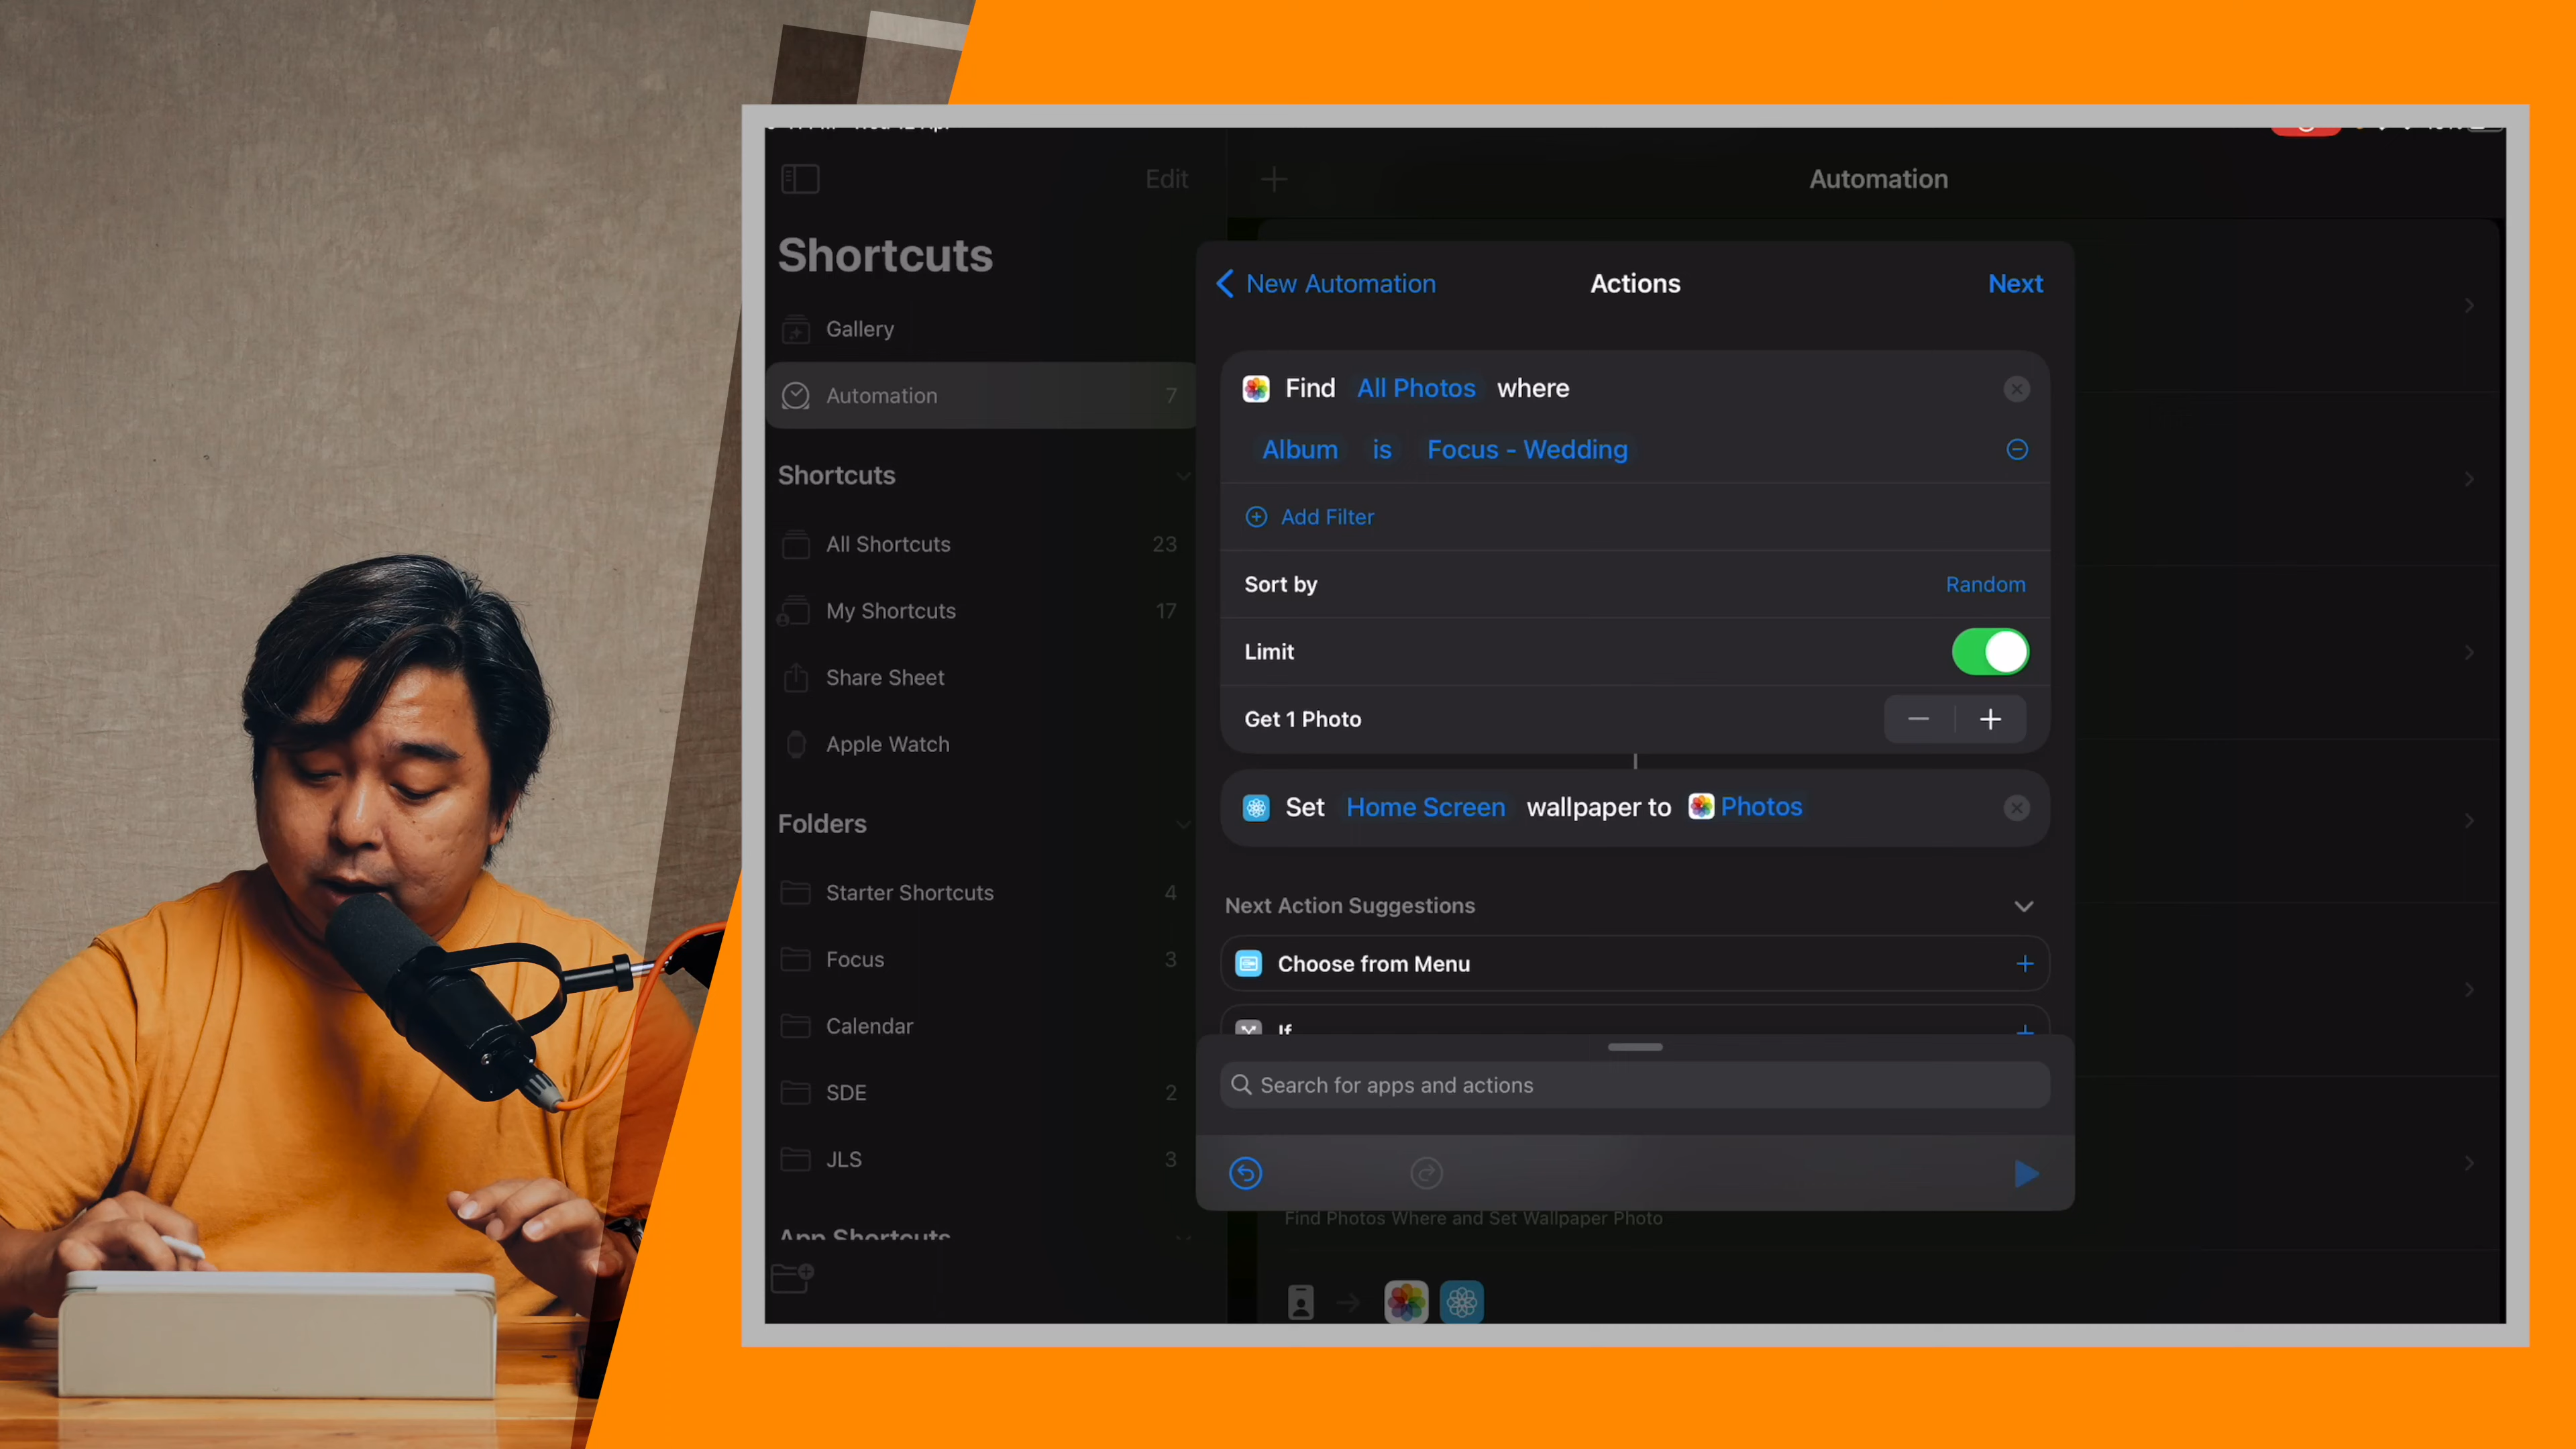 Edit
Automation
Shortcuts
Gallery
Automation 7
Shortcuts
All Shortcuts 23
My Shortcuts 17
Share Sheet
Apple Watch
Folders
Starter Shortcuts 4
Focus 3
Calendar
SDE 2
JLS 3
App Shortcuts
New Automation Actions Next
Find All Photos where
Album is Focus - Wedding
Add Filter
Sort by Random
Limit
Get 1 Photo
Set Home Screen wallpaper to Photos
Next Action Suggestions
Choose from Menu
If
Search for apps and actions
Find Photos Where and Set Wallpaper Photo